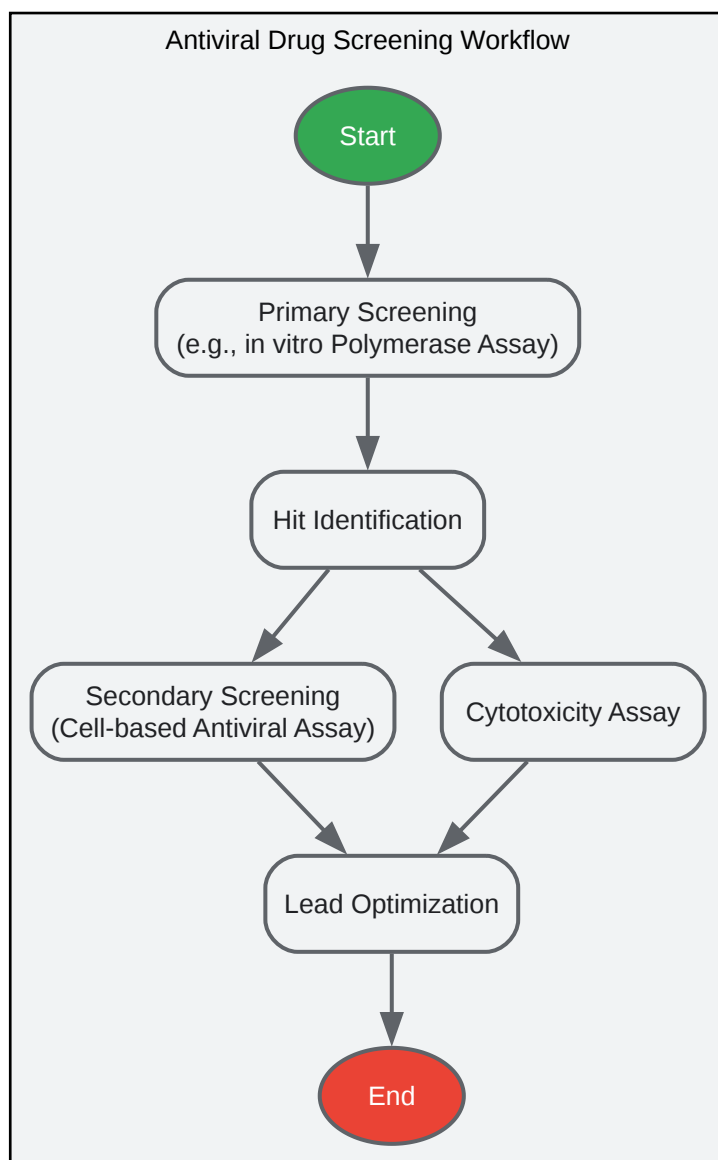 Antiviral Drug Screening Workflow
Start
Primary Screening
(e.g., in vitro Polymerase Assay)
Hit Identification
Secondary Screening
(Cell-based Antiviral Assay)
Cytotoxicity Assay
Lead Optimization
End